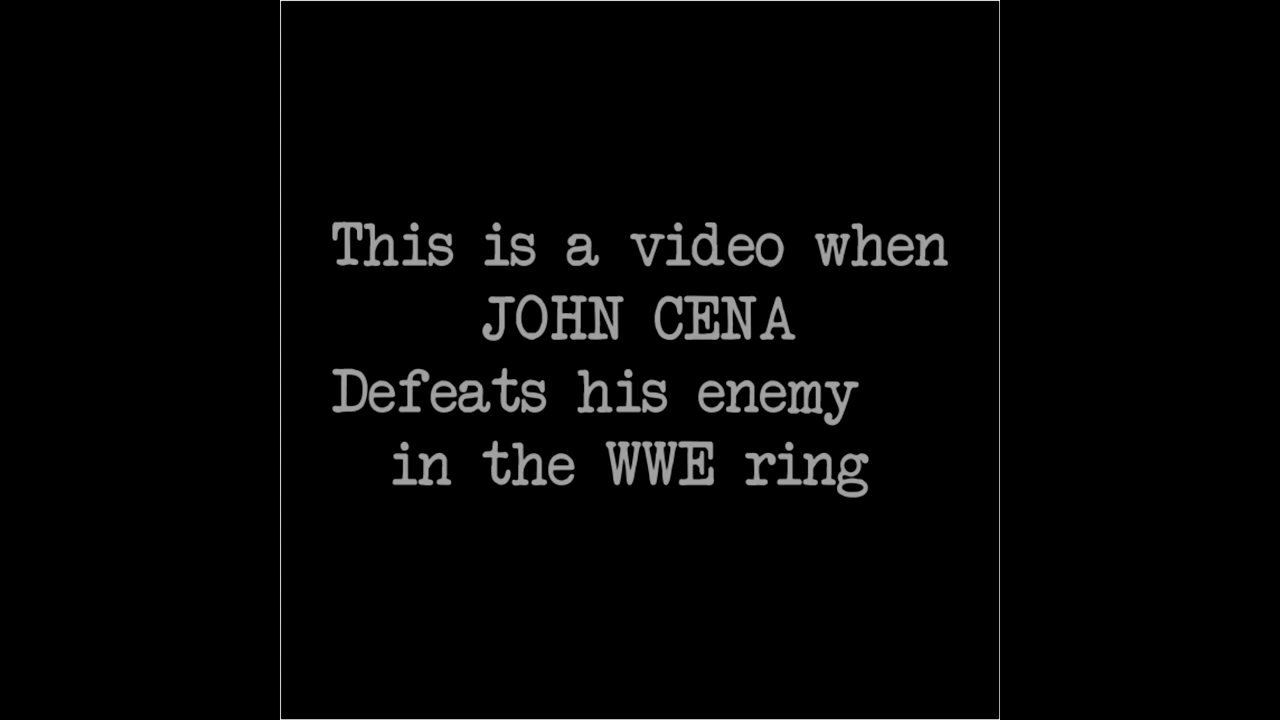 This is a video when
JOHN CENA
Defeats his enemy
in the WWE ring